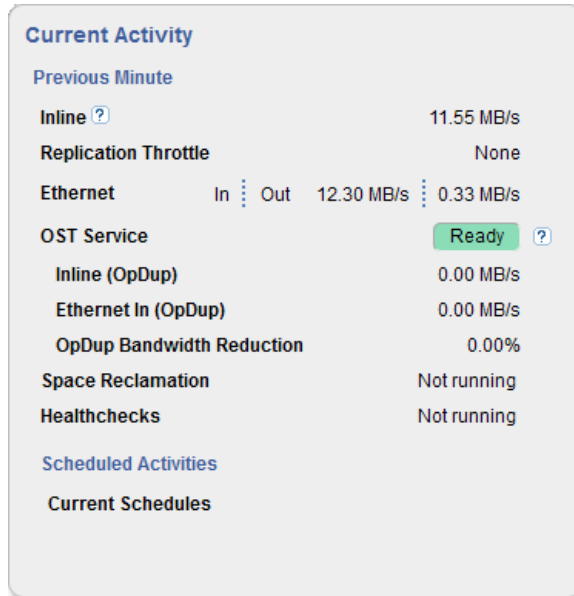 Current Activity
Previous Minute
Inline ? 11.55 MB/s
Replication Throttle None
Ethernet In Out 12.30 MB/s 0.33 MB/s
OST Service Ready ?
Inline (OpDup) 0.00 MB/s
Ethernet In (OpDup) 0.00 MB/s
OpDup Bandwidth Reduction 0.00%
Space Reclamation Not running
Healthchecks Not running
Scheduled Activities
Current Schedules